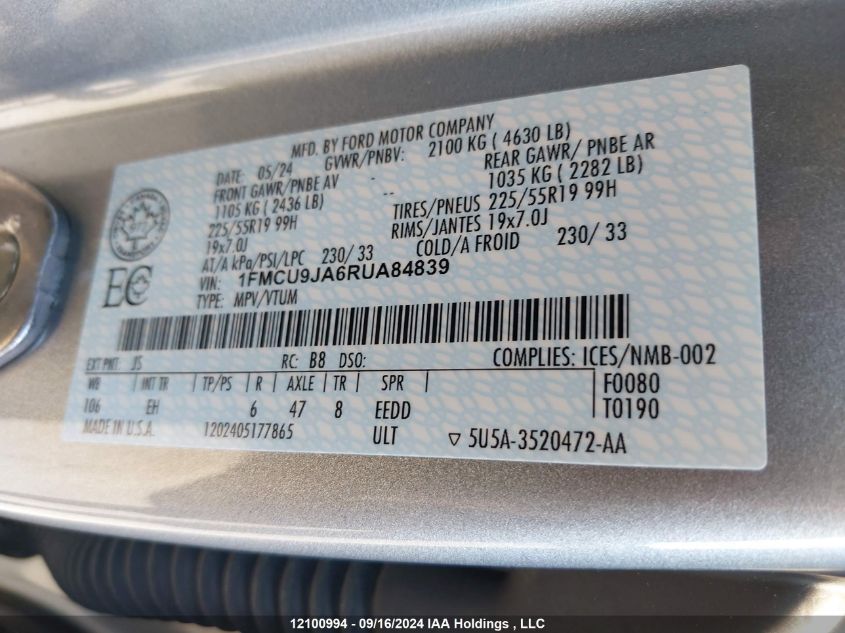 MFD. BY FORD MOTOR COMPANY
DATE: 05/24 GVWR/PNBV: 2100 KG ( 4630 LB)
FRONT GAWR/PNBE AV -- REAR GAWR/ PNBE AR
1105 KG ( 2436 LB) 1035 KG ( 2282 LB)
225/55R19 99H TIRES/PNEUS 225/55R19 99H
19x7.0J RIMS/JANTES 19x7.0J
AT/A kPa/PSI/LPC 230/ 33 COLD/A FROID 230/ 33
VIN: 1FMCU9JA6RUA84839
TYPE: MPV/VTUM
EC
EXT PNT: JS RC: B8 DSO: COMPLIES: ICES/NMB-002
WB INT TR TP/PS R AXLE TR SPR F0080
106 EH 6 47 8 EEDD T0190
MADE IN U.S.A. 1202405177865 ULT ▽ 5U5A-3520472-AA
12100994 - 09/16/2024 IAA Holdings , LLC